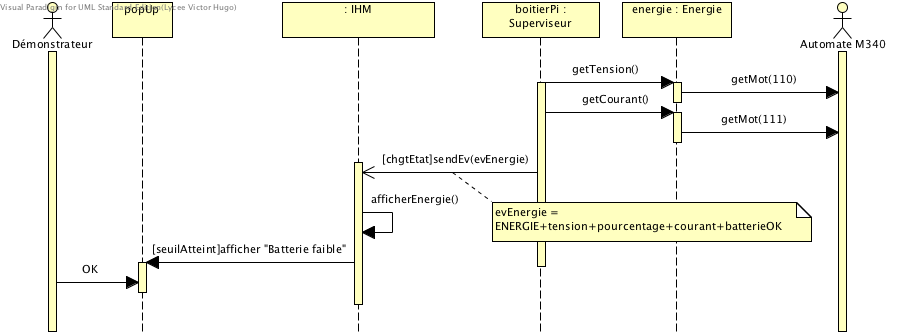 Visual Paradigm for UML Standard Edition(Lycee Victor Hugo)
popUp
: IHM
boitierPi :
Superviseur
energie : Energie
Démonstrateur
Automate M340
getTension()
getMot(110)
getCourant()
getMot(111)
[chgtEtat]sendEv(evEnergie)
afficherEnergie()
evEnergie =
ENERGIE+tension+pourcentage+courant+batterieOK
[seuilAtteint]afficher "Batterie faible"
OK